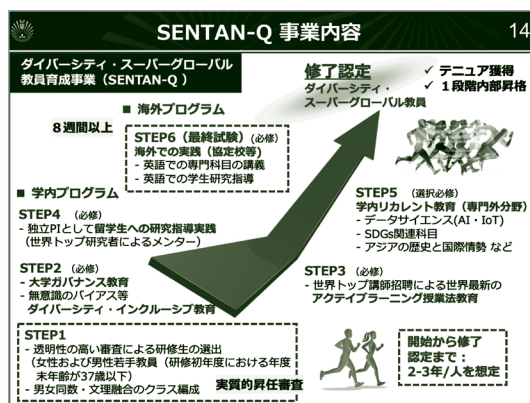 SENTAN-Q 事業内容
14
ダイバーシティ・スーパーグローバル
教員育成事業（SENTAN-Q ）
修了認定
ダイバーシティ・
スーパーグローバル教員
✓ テニュア獲得
✓ １段階内部昇格
■ 海外プログラム
８週間以上
STEP6（最終試験）(必修)
海外での実践（協定校等）
- 英語での専門科目の講義
- 英語での学生研究指導
■ 学内プログラム
STEP4 (必修)
- 独立PIとして留学生への研究指導実践
（世界トップ研究者によるメンター）
STEP5 (選択必修)
学内リカレント教育（専門外分野）
- データサイエンス(AI・IoT)
- SDGs関連科目
- アジアの歴史と国際情勢 など
STEP2 (必修)
- 大学ガバナンス教育
- 無意識のバイアス等
ダイバーシティ・インクルーシブ教育
STEP3 (必修)
- 世界トップ講師招聘による世界最新の
アクティブラーニング授業法教育
STEP1
- 透明性の高い審査による研修生の選出
（女性および男性若手教員（研修初年度における年度
末年齢が37歳以下）
実質的昇任審査
- 男女同数・文理融合のクラス編成
開始から修了
認定まで：
2-3年/人を想定